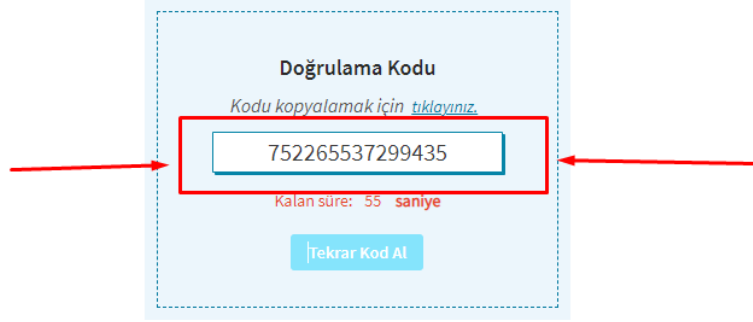 Doğrulama Kodu
Kodu kopyalamak için tıklayınız.
752265537299435
Kalan süre: 55 saniye
Tekrar Kod Al